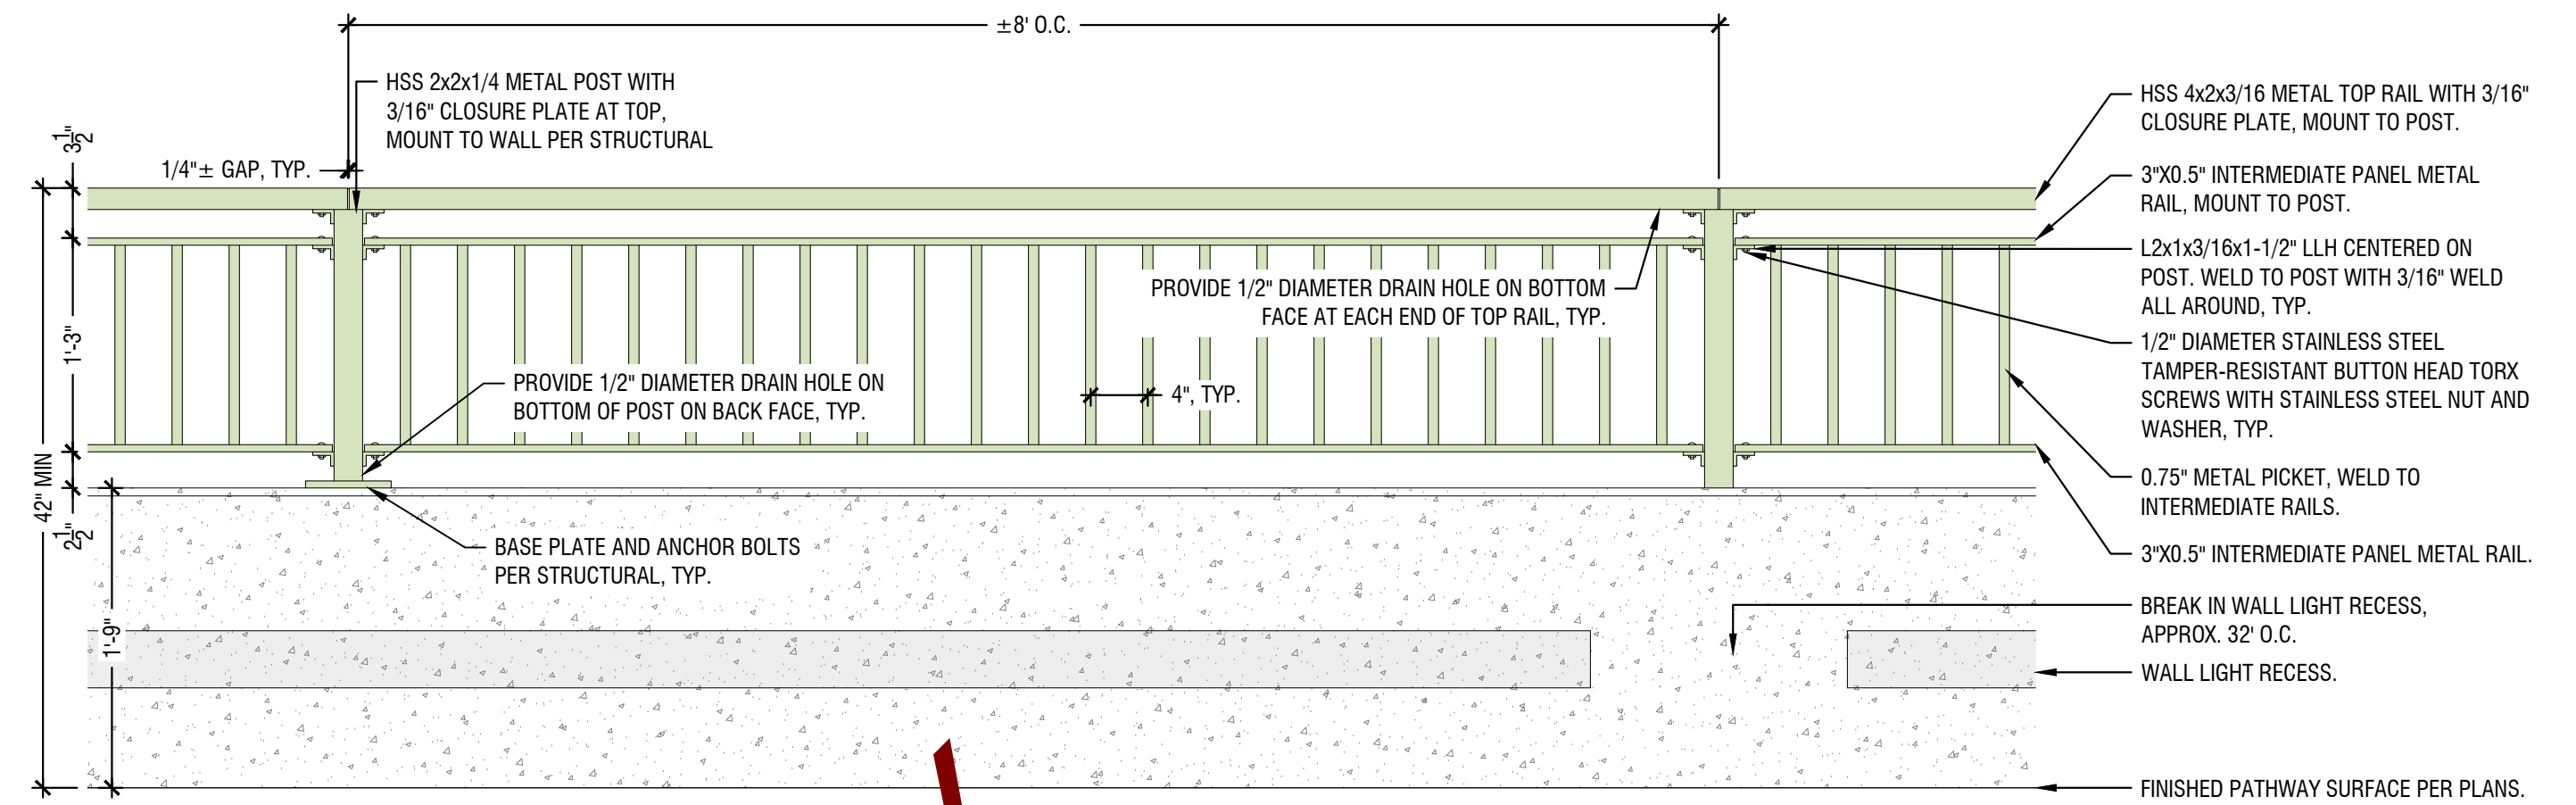 ±8' O.C.
HSS 2x2x1/4 METAL POST WITH
3/16" CLOSURE PLATE AT TOP,
MOUNT TO WALL PER STRUCTURAL
1/4"± GAP, TYP.
3 1/2"
1'-3"
2 1/2"
42" MIN
1'-9"
PROVIDE 1/2" DIAMETER DRAIN HOLE ON BOTTOM
FACE AT EACH END OF TOP RAIL, TYP.
PROVIDE 1/2" DIAMETER DRAIN HOLE ON
BOTTOM OF POST ON BACK FACE, TYP.
4", TYP.
BASE PLATE AND ANCHOR BOLTS
PER STRUCTURAL, TYP.
HSS 4x2x3/16 METAL TOP RAIL WITH 3/16"
CLOSURE PLATE, MOUNT TO POST.
3"X0.5" INTERMEDIATE PANEL METAL
RAIL, MOUNT TO POST.
L2x1x3/16x1-1/2" LLH CENTERED ON
POST. WELD TO POST WITH 3/16" WELD
ALL AROUND, TYP.
1/2" DIAMETER STAINLESS STEEL
TAMPER-RESISTANT BUTTON HEAD TORX
SCREWS WITH STAINLESS STEEL NUT AND
WASHER, TYP.
0.75" METAL PICKET, WELD TO
INTERMEDIATE RAILS.
3"X0.5" INTERMEDIATE PANEL METAL RAIL.
BREAK IN WALL LIGHT RECESS,
APPROX. 32' O.C.
WALL LIGHT RECESS.
FINISHED PATHWAY SURFACE PER PLANS.